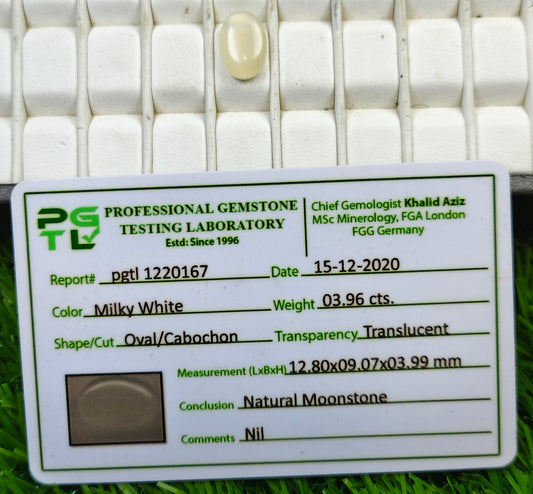 PG
TL
PROFESSIONAL GEMSTONE
TESTING LABORATORY
Estd: Since 1996
Chief Gemologist Khalid Aziz
MSc Minerology, FGA London
FGG Germany
Report# pgtl 1220167 Date 15-12-2020
Color Milky White Weight 03.96 cts.
Shape/Cut Oval/Cabochon Transparency Translucent
Measurement (LxBxH) 12.80x09.07x03.99 mm
Conclusion Natural Moonstone
Comments Nil